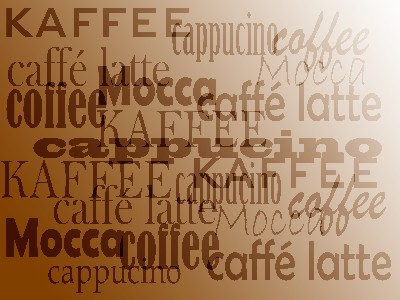 KAFFEE cappucino coffee
caffé latte Mocca
coffee Mocca caffé latte
KAFFEE
cappuccino
KAFFEE cappucino KAFFEE
caffé latte coffee
Mocca coffee Mocca
cappucino caffé latte